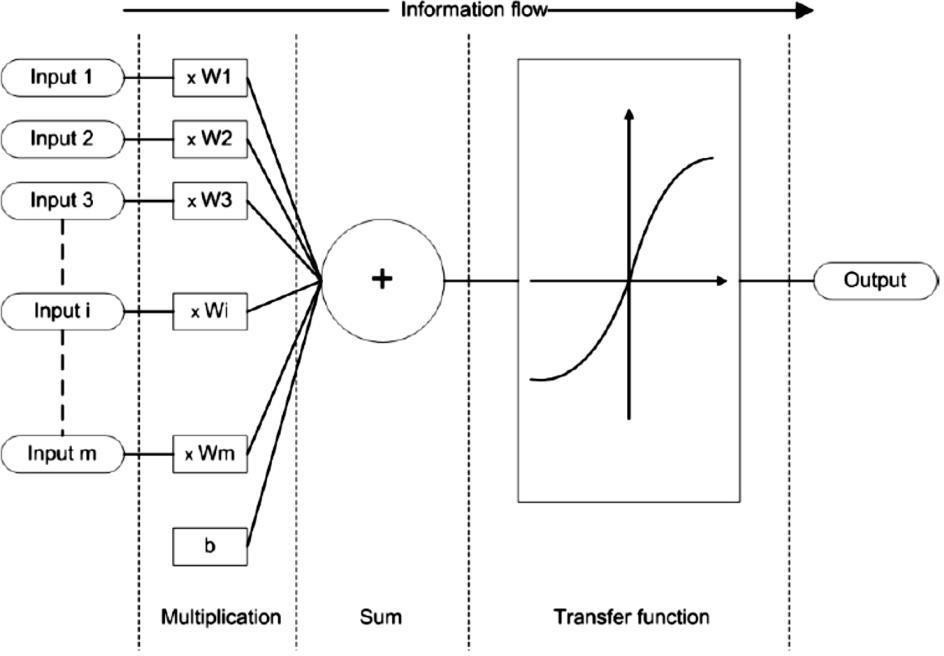 Information flow
Input 1
x W1
Input 2
x W2
Input 3
x W3
+
Output
Input i
x Wi
Input m
x Wm
b
Multiplication
Sum
Transfer function